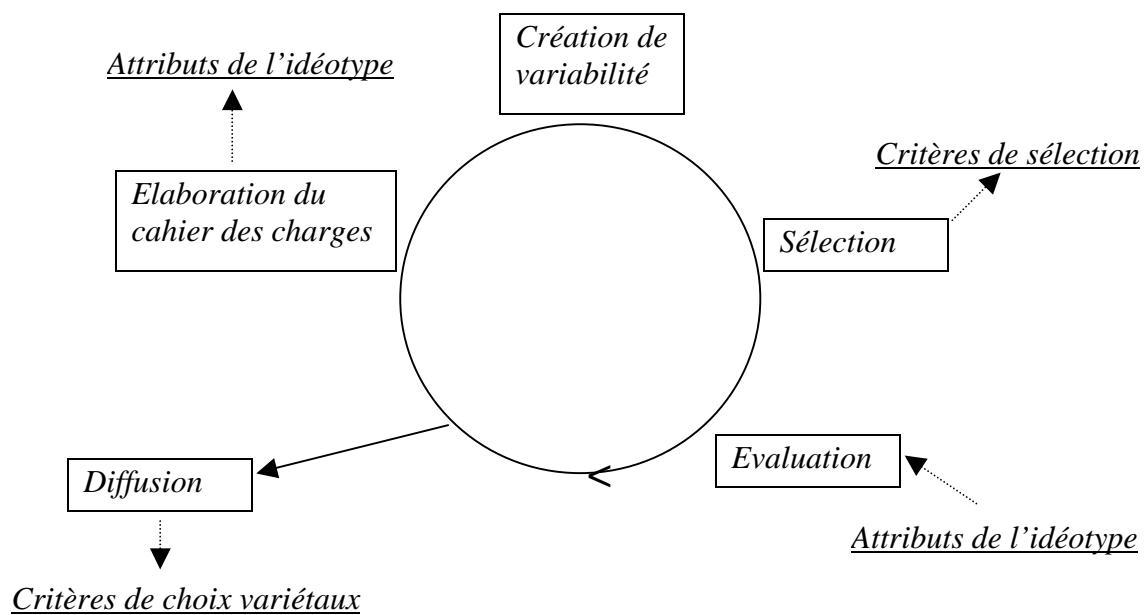 Création de
variabilité
Attributs de l'idéotype
Critères de sélection
Elaboration du
cahier des charges
Sélection
Evaluation
Diffusion
Attributs de l'idéotype
Critères de choix variétaux